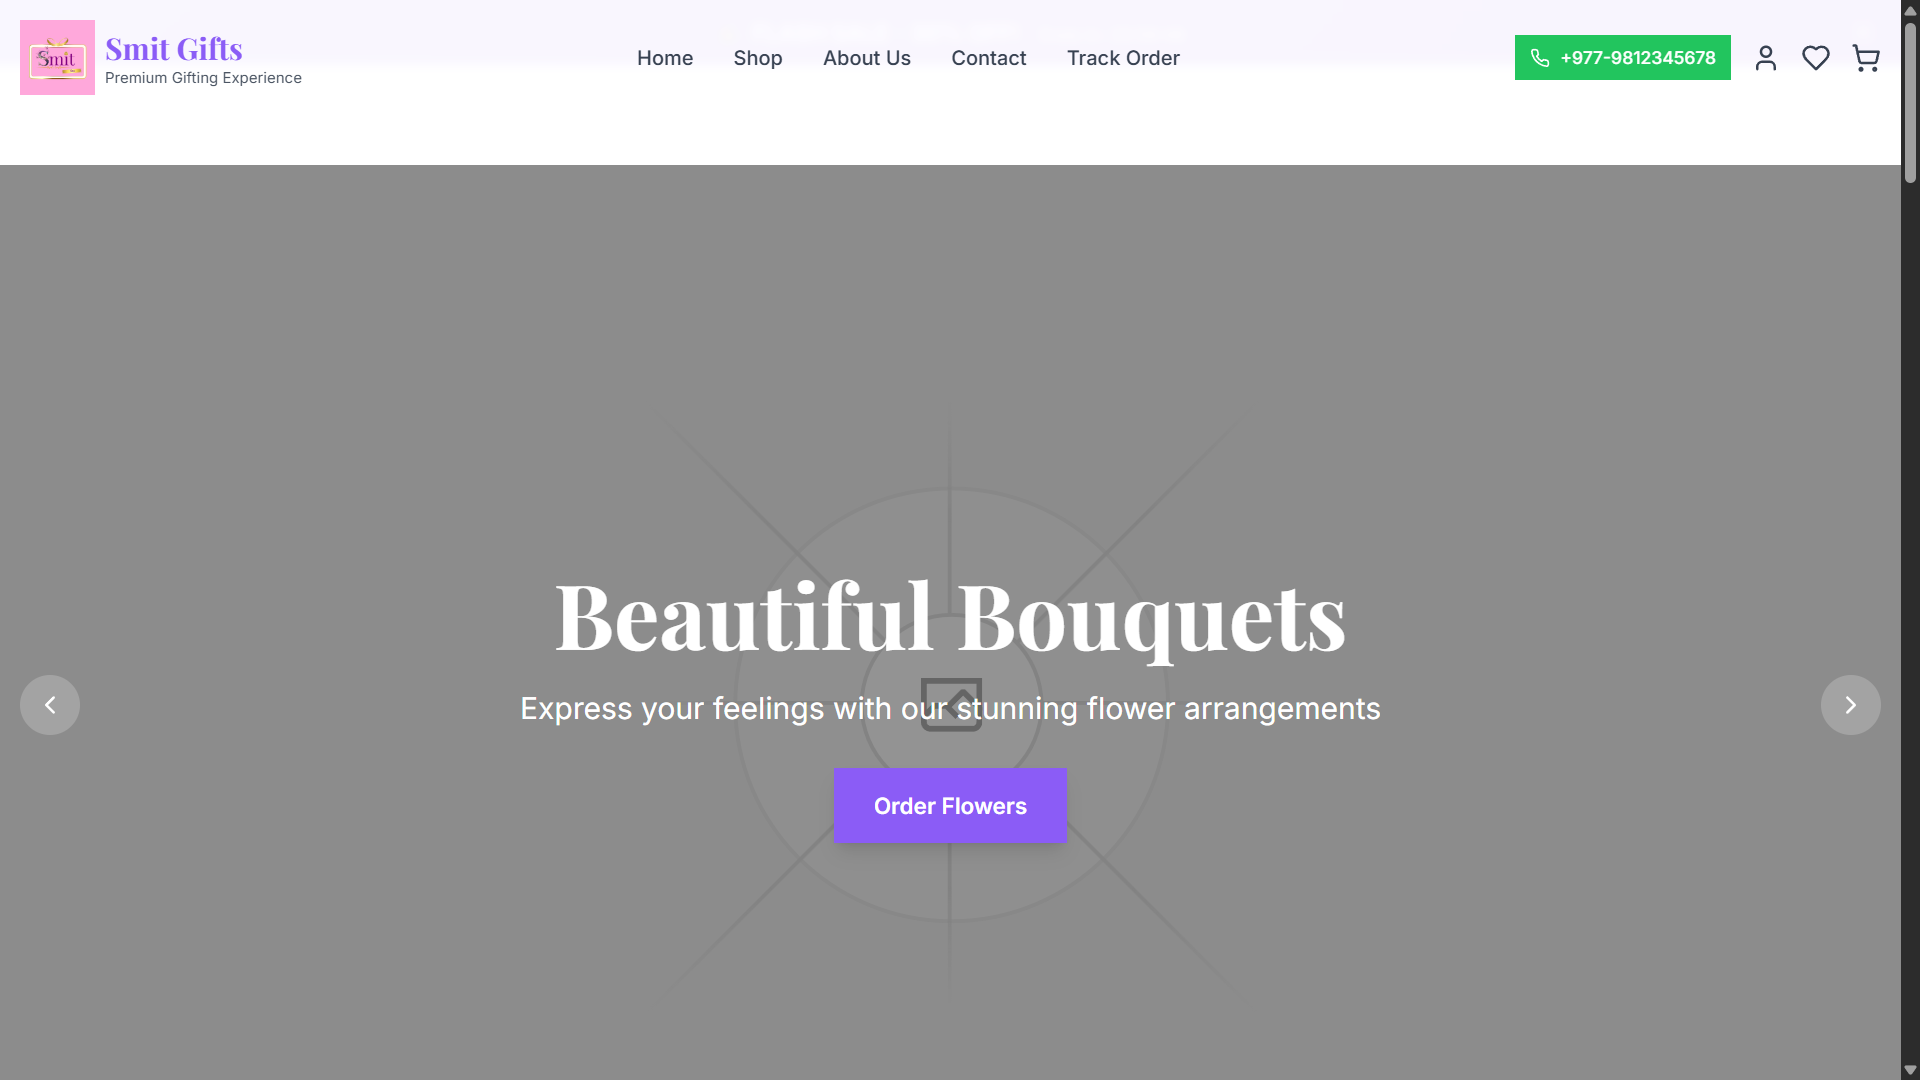 Smit
Smit Gifts
Premium Gifting Experience
Home Shop About Us Contact Track Order
+977-9812345678
Beautiful Bouquets
Express your feelings with our stunning flower arrangements
Order Flowers